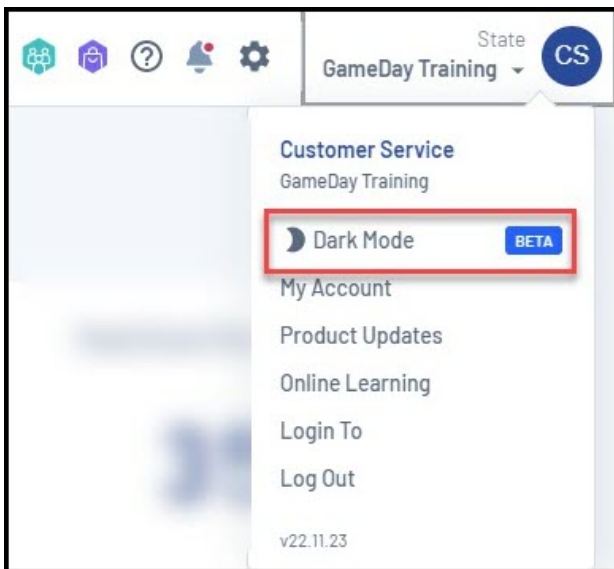 State
GameDay Training
CS
Customer Service
GameDay Training
Dark Mode BETA
My Account
Product Updates
Online Learning
Login To
Log Out
v22.11.23